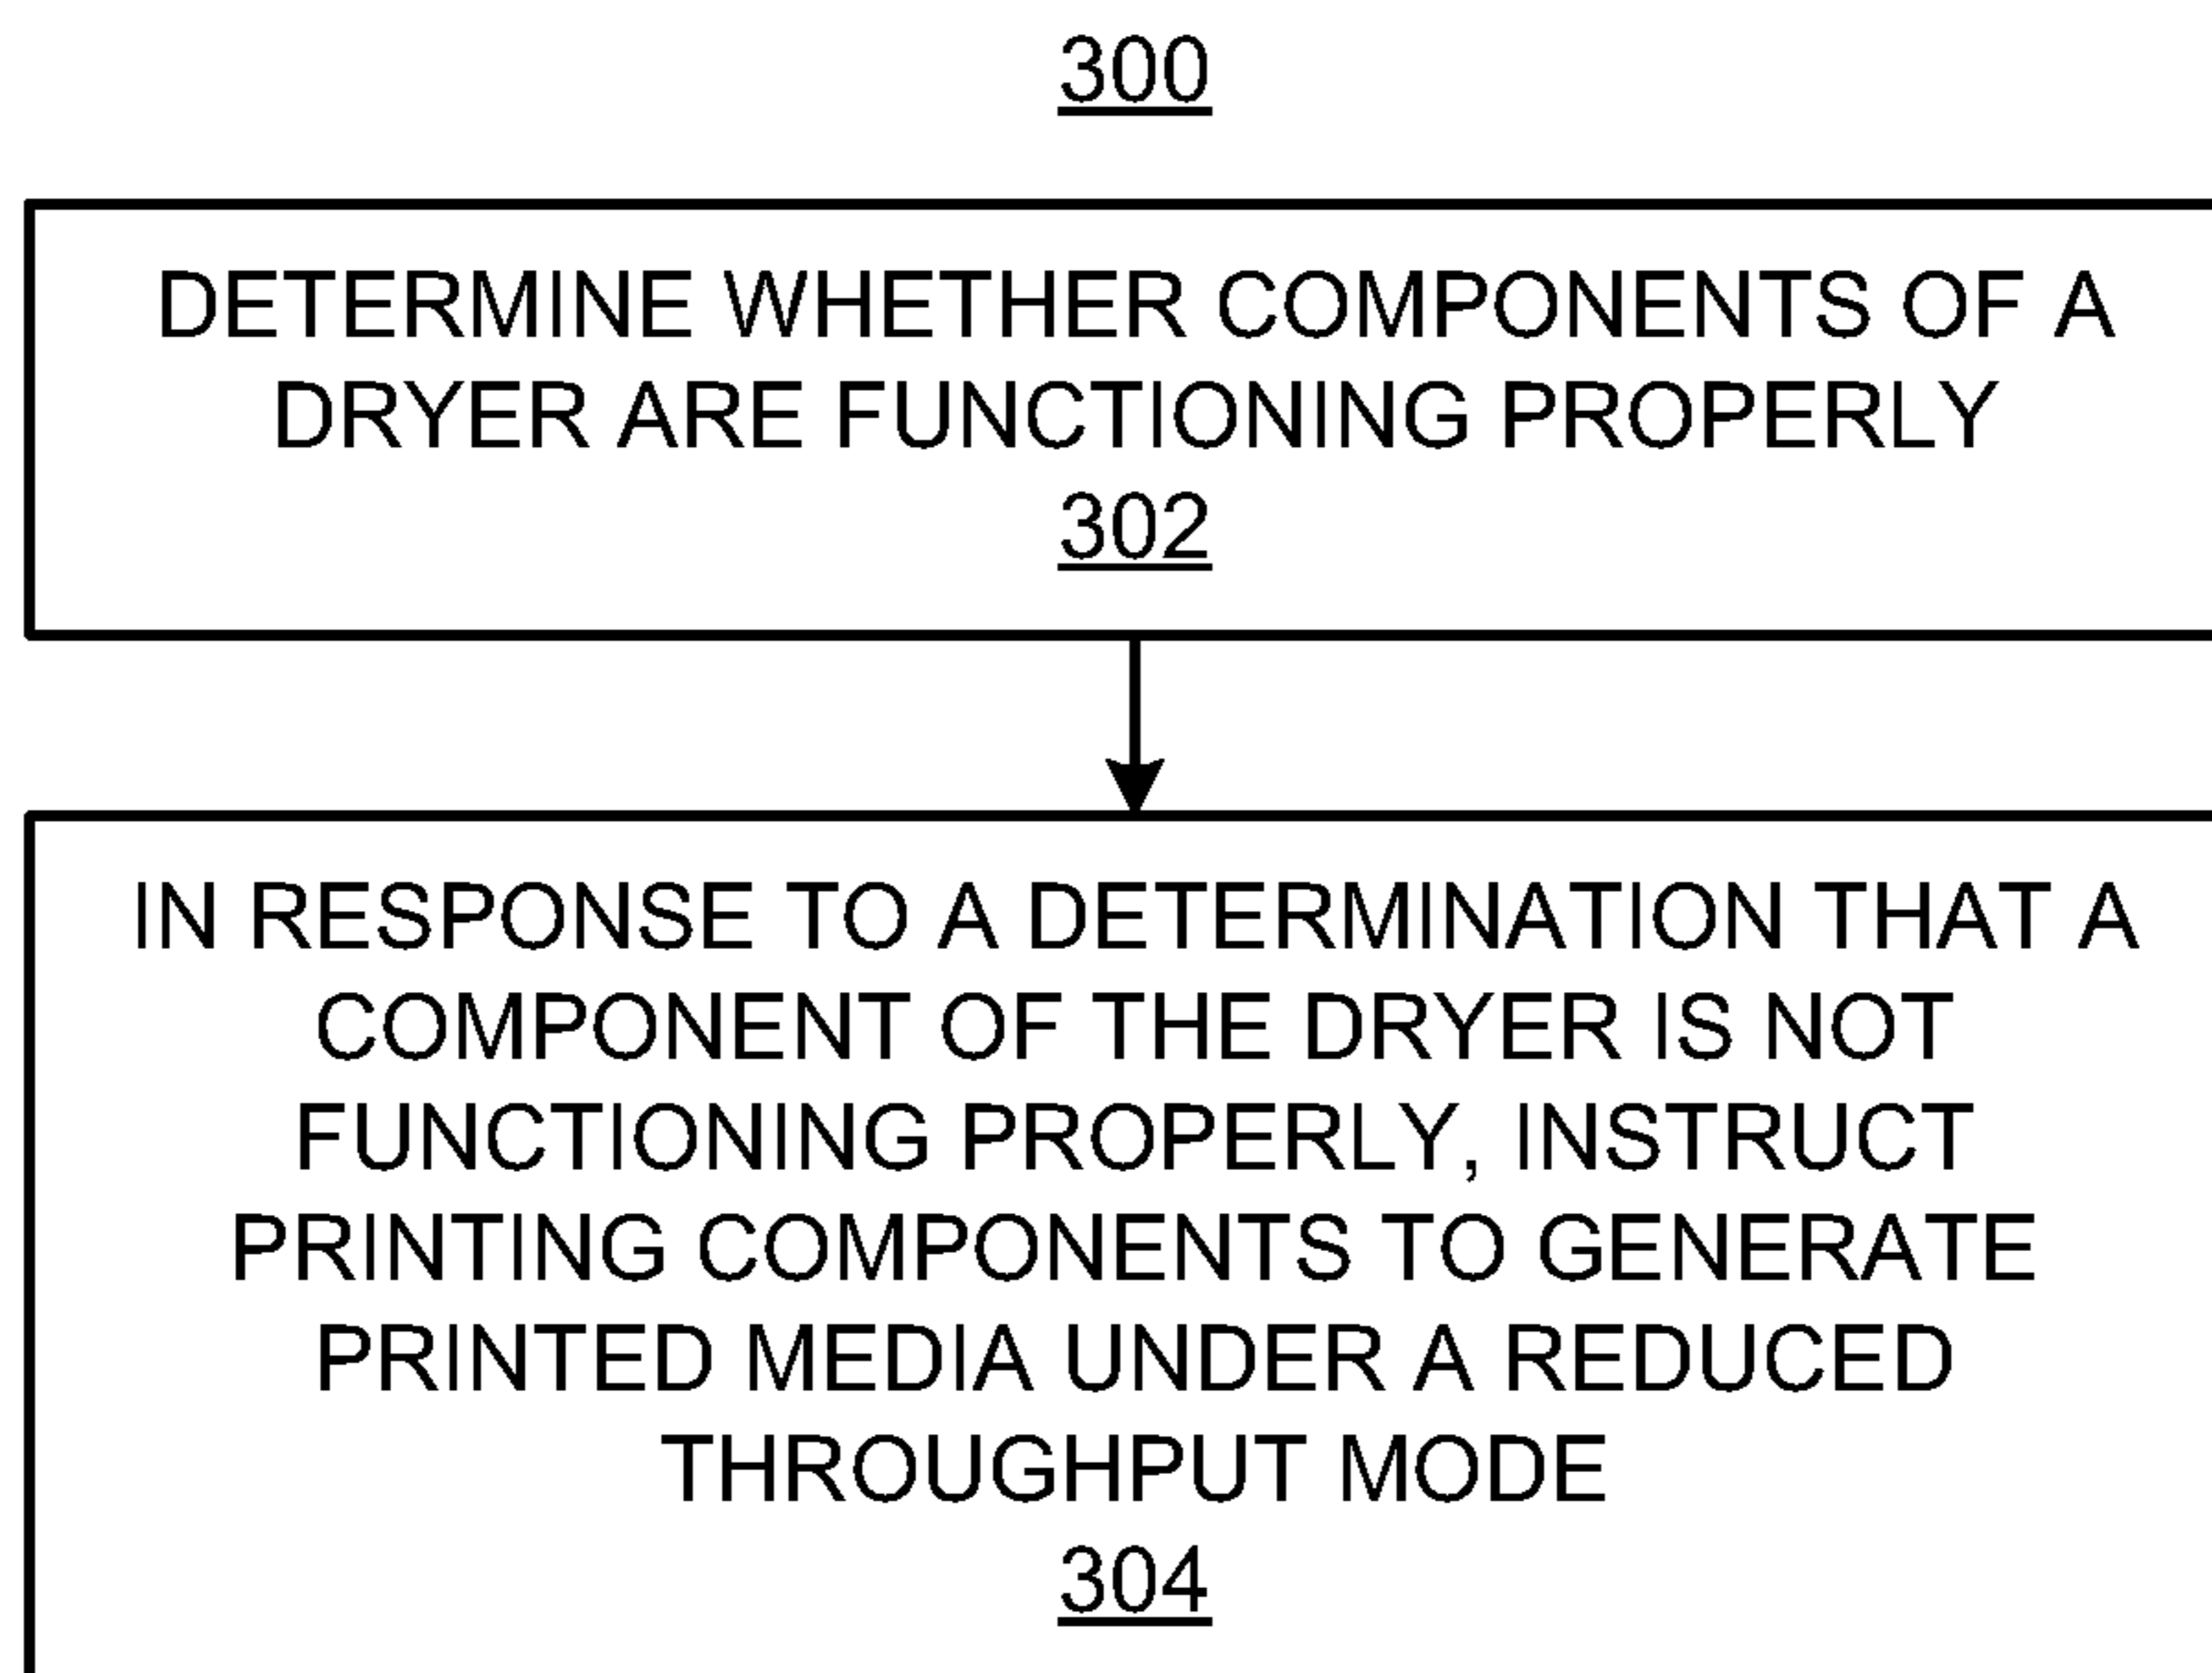 300
DETERMINE WHETHER COMPONENTS OF A
DRYER ARE FUNCTIONING PROPERLY
302
IN RESPONSE TO A DETERMINATION THAT A
COMPONENT OF THE DRYER IS NOT
FUNCTIONING PROPERLY, INSTRUCT
PRINTING COMPONENTS TO GENERATE
PRINTED MEDIA UNDER A REDUCED
THROUGHPUT MODE
304